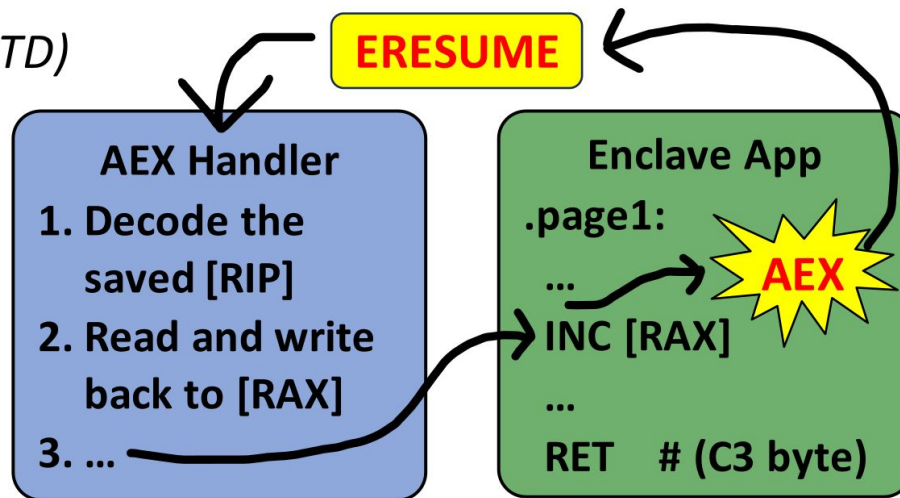 TD)
ERESUME
AEX Handler
1. Decode the
saved [RIP]
2. Read and write
back to [RAX]
3. ...
Enclave App
.page1:
...
AEX
INC [RAX]
...
RET # (C3 byte)